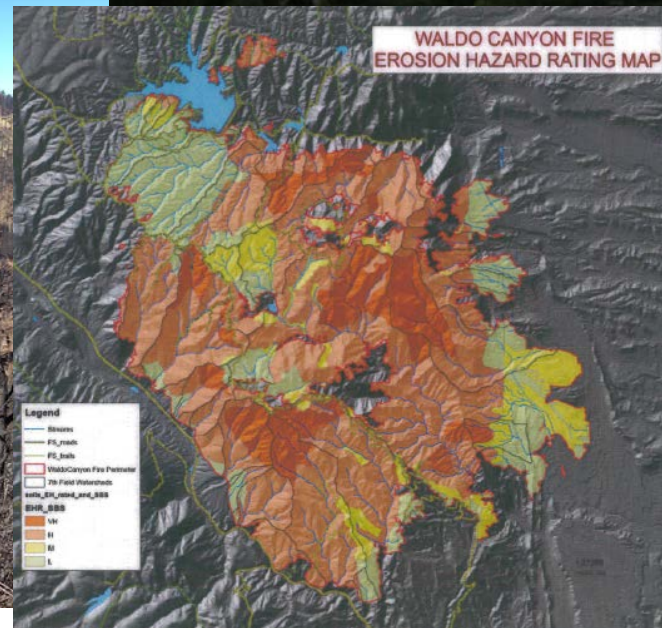 WALDO CANYON FIRE
EROSION HAZARD RATING MAP
Legend
Streams
FS_roads
FS_trails
WaldoCanyon Fire Perimeter
7th Field Watersheds
soils_EH_rated_and_SBS
EHR_SBS
VH
H
M
L